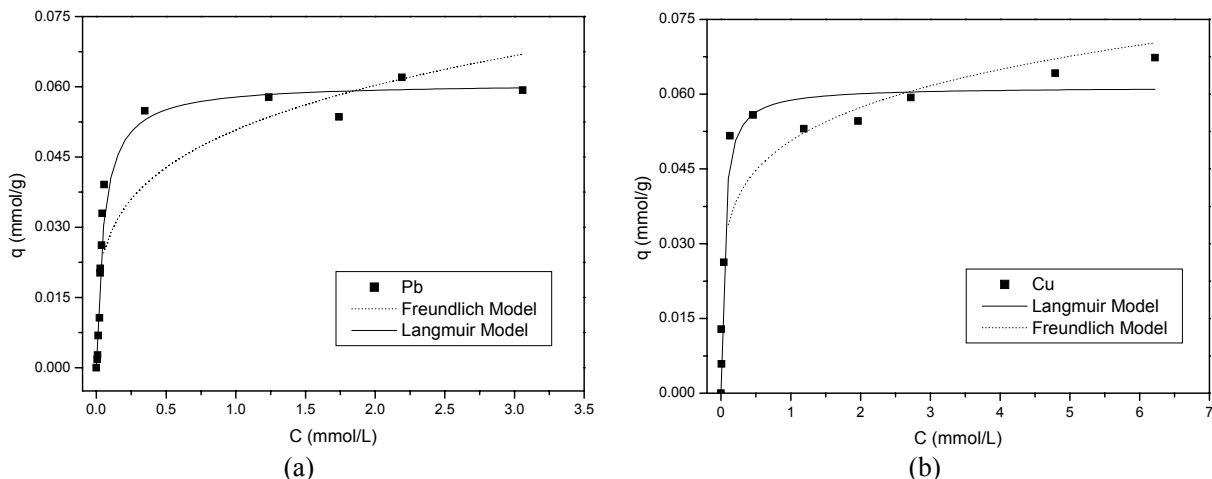 0.075
0.060
0.045
0.030
0.015
0.000
q (mmol/g)
0.0 0.5 1.0 1.5 2.0 2.5 3.0 3.5
C (mmol/L)
Pb
Freundlich Model
Langmuir Model
(a)
0.075
0.060
0.045
0.030
0.015
0.000
q (mmol/g)
0 1 2 3 4 5 6 7
C (mmol/L)
Cu
Langmuir Model
Freundlich Model
(b)